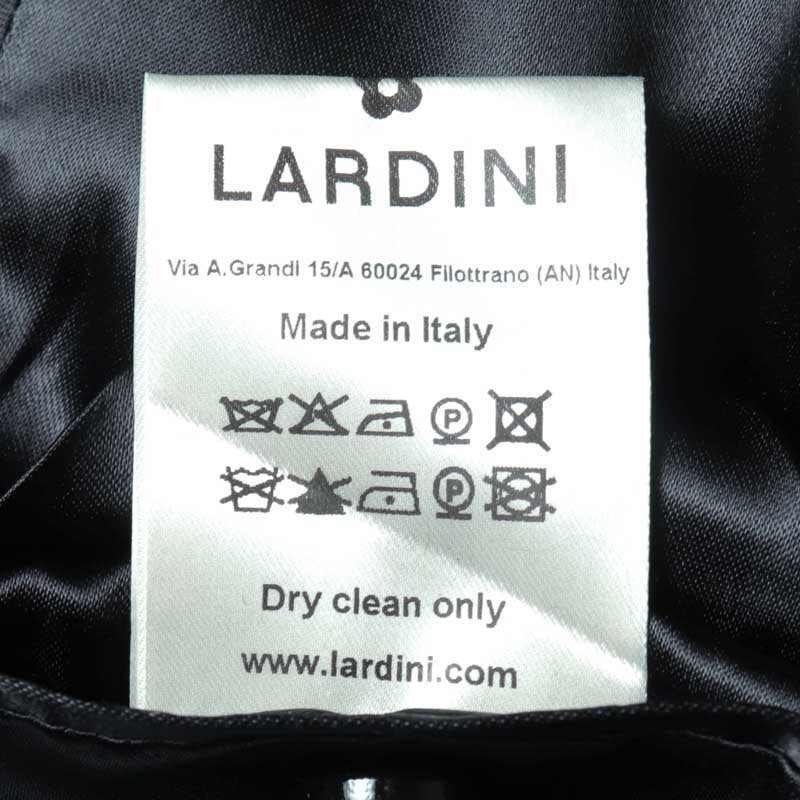 LARDINI
Via A.Grandi 15/A 60024 Filottrano (AN) Italy
Made in Italy
P
P
Dry clean only
www.lardini.com